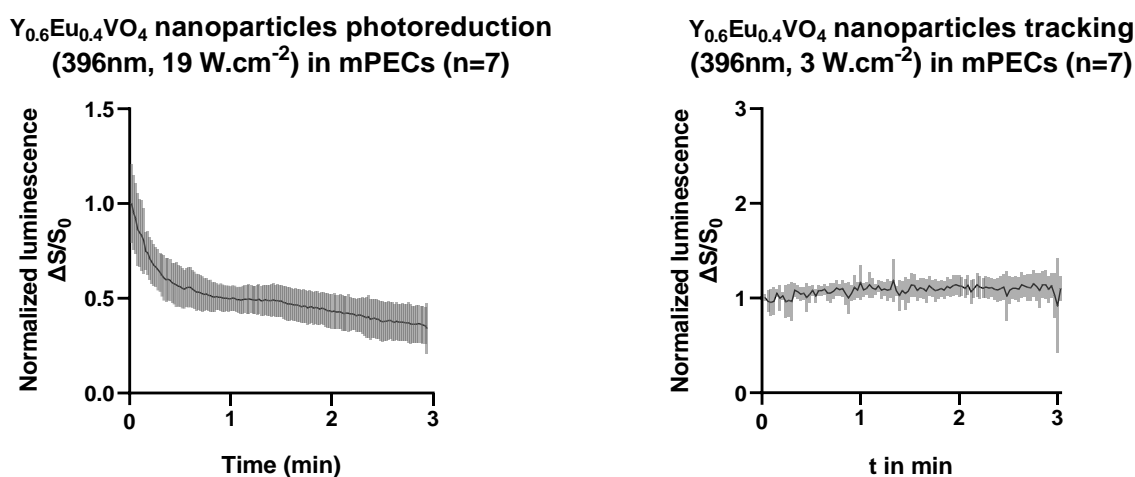 Y₀.₆Eu₀.₄VO₄ nanoparticles photoreduction
(396nm, 19 W.cm⁻²) in mPECs (n=7)
Normalized luminescence
ΔS/S₀
1.5
1.0
0.5
0.0
0 1 2 3
Time (min)
Y₀.₆Eu₀.₄VO₄ nanoparticles tracking
(396nm, 3 W.cm⁻²) in mPECs (n=7)
Normalized luminescence
ΔS/S₀
3
2
1
0
0 1 2 3
t in min